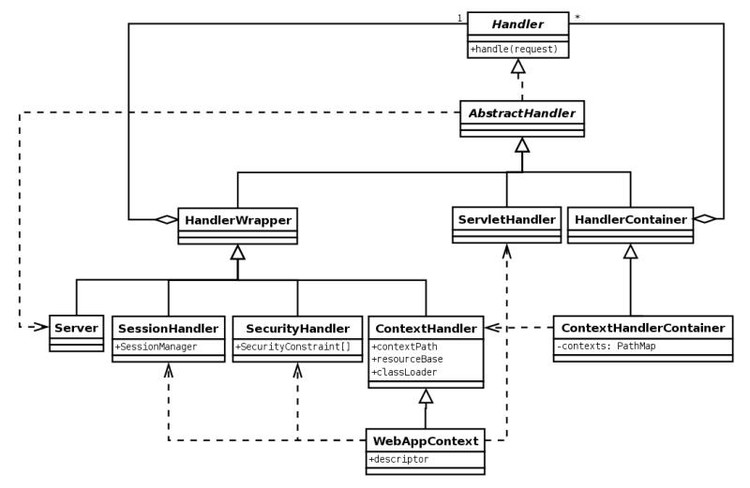 1
Handler
*
+handle(request)
AbstractHandler
HandlerWrapper
ServletHandler
HandlerContainer
Server
SessionHandler
+SessionManager
SecurityHandler
+SecurityConstraint[]
ContextHandler
+contextPath
+resourceBase
+classLoader
ContextHandlerContainer
-contexts: PathMap
WebAppContext
+descriptor